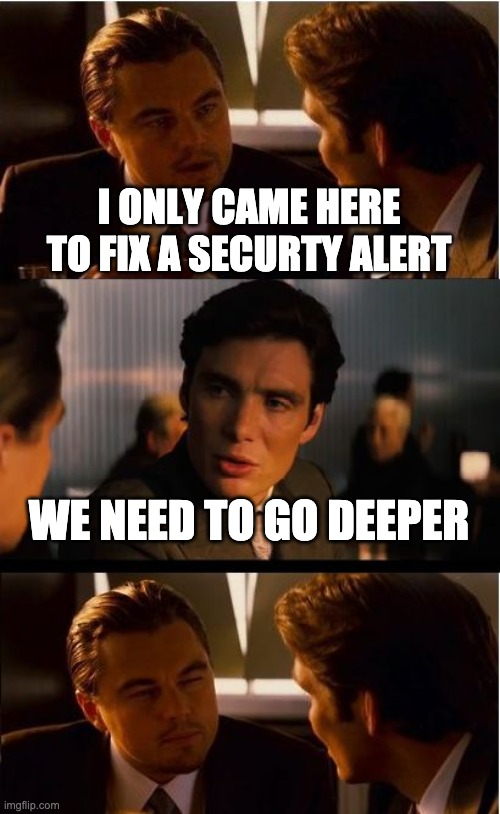 I ONLY CAME HERE
TO FIX A SECURTY ALERT
WE NEED TO GO DEEPER
imgflip.com